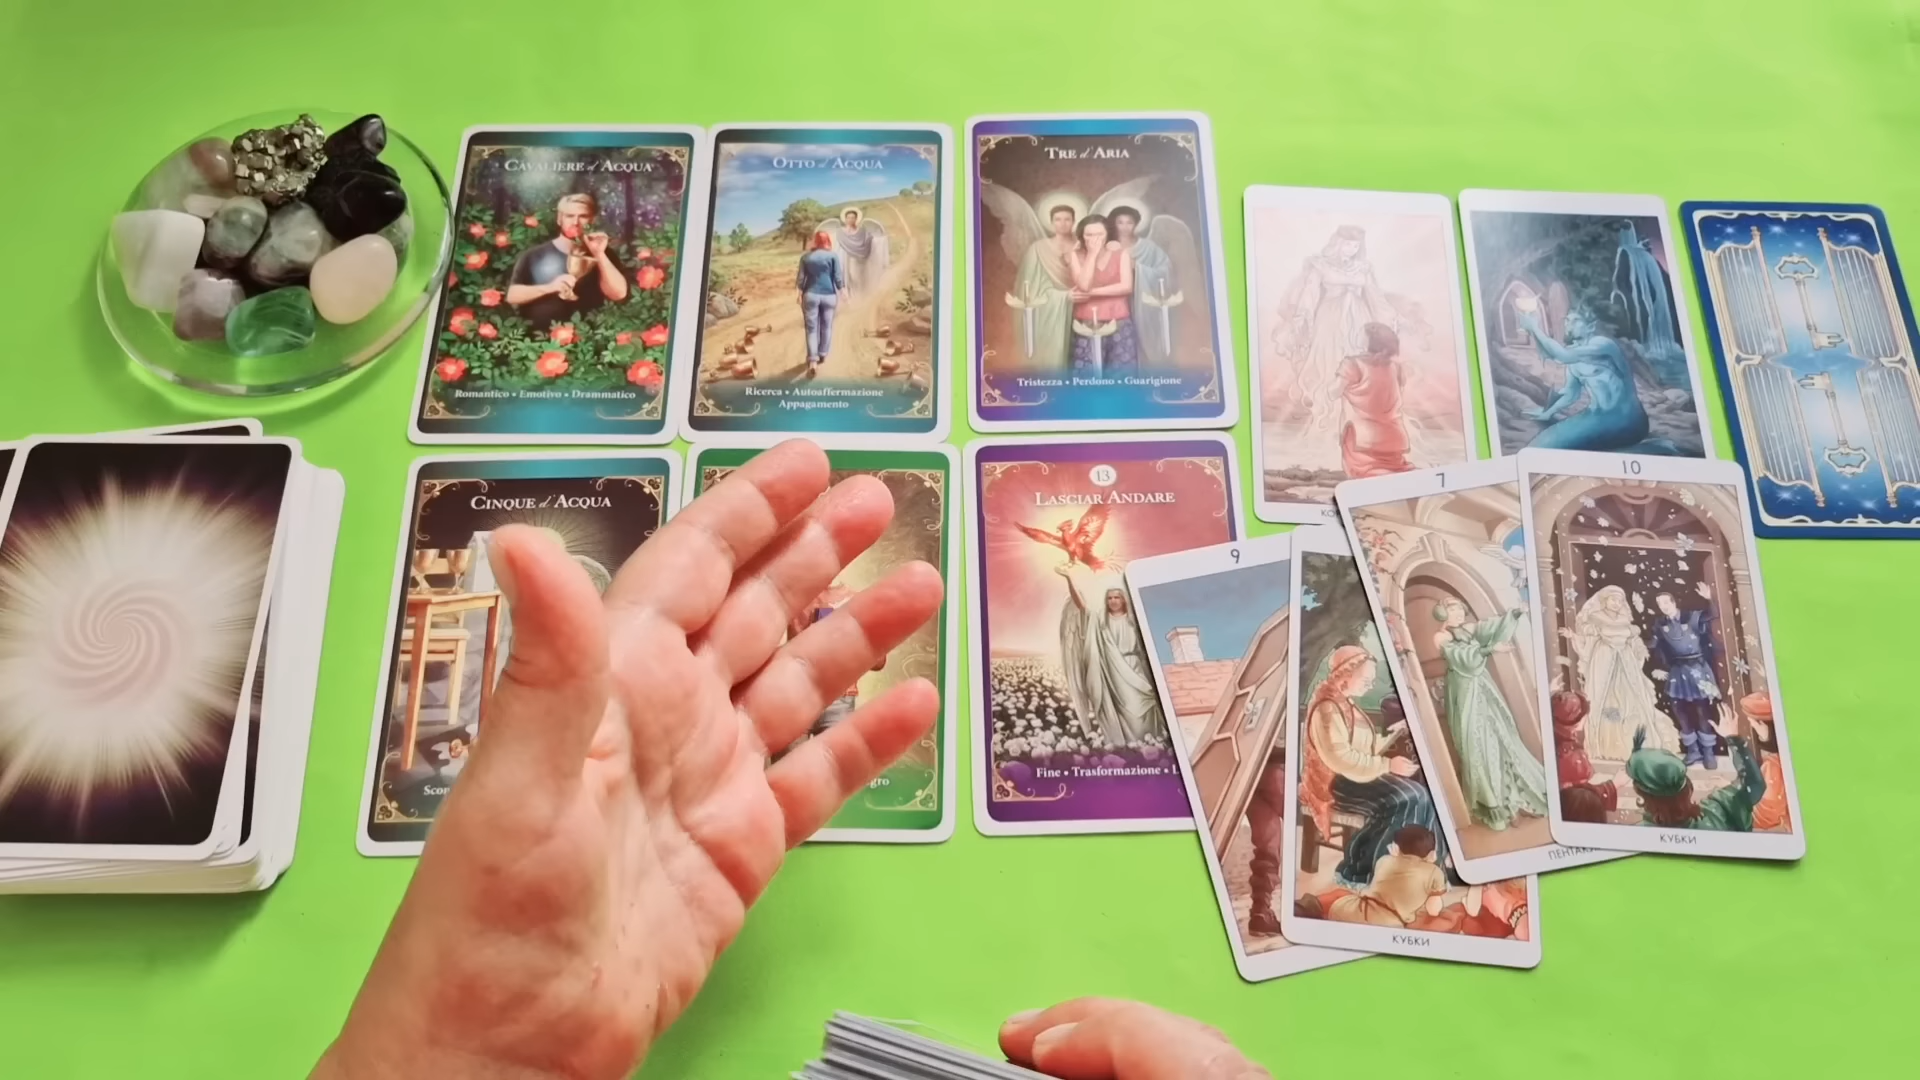 CAVALIERE d'ACQUA
Romantico • Emotivo • Drammatico
OTTO d'ACQUA
Ricerca • Autoaffermazione
Appagamento
TRE d'ARIA
Tristezza • Perdono • Guarigione
CINQUE d'ACQUA
13
LASCIAR ANDARE
Fine • Trasformazione •
9
КУБКИ
7
10
КУБКИ